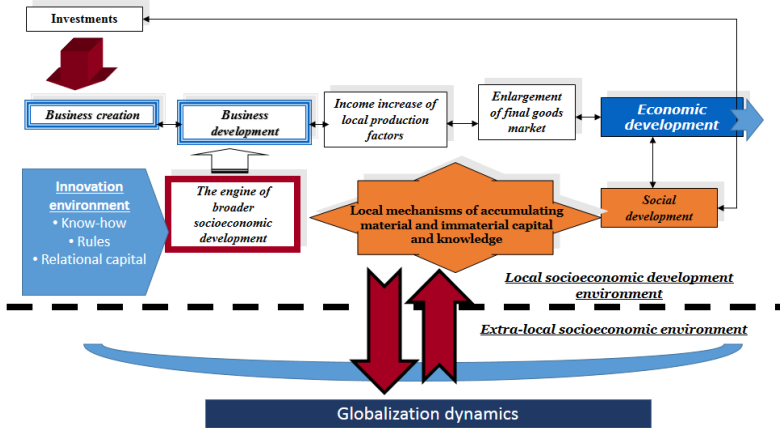 Investments
Business creation
Business
development
Income increase of
local production
factors
Enlargement
of final goods
market
Economic
development
Innovation
environment
• Know-how
• Rules
• Relational capital
The engine of
broader
socioeconomic
development
Local mechanisms of accumulating
material and immaterial capital
and knowledge
Social
development
Local socioeconomic development
environment
Extra-local socioeconomic environment
Globalization dynamics